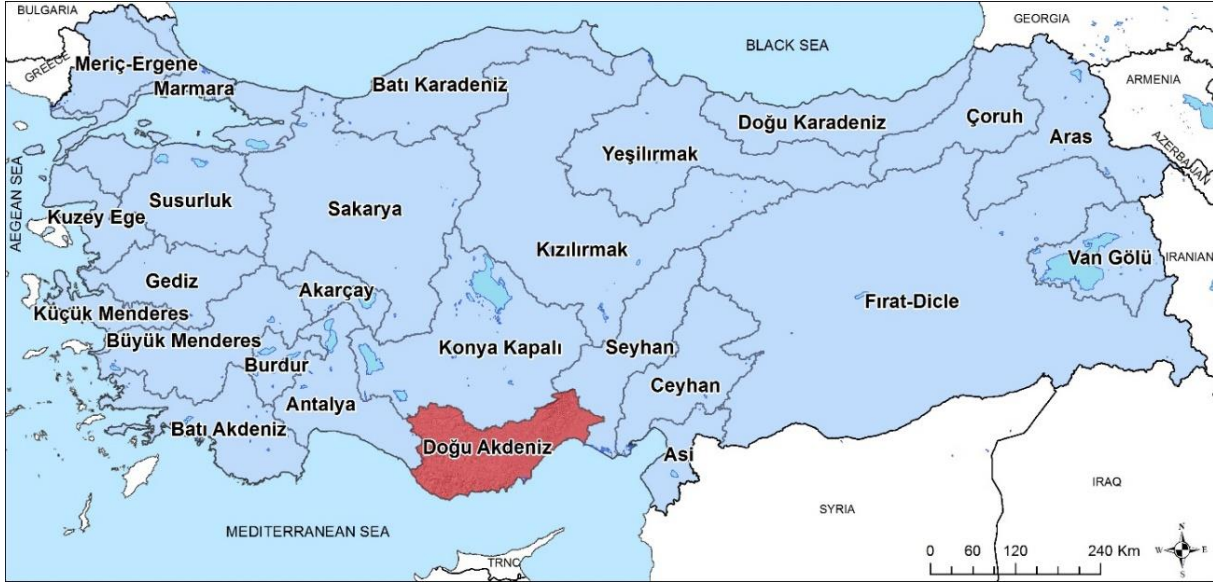 BULGARIA
GEORGIA
BLACK SEA
GREECE
Meriç-Ergene
Marmara
Batı Karadeniz
ARMENIA
Doğu Karadeniz
Çoruh
Aras
AZERBAIJAN
Yeşilırmak
AEGEAN SEA
Susurluk
Sakarya
Kuzey Ege
Kızılırmak
Van Gölü
IRANIAN
Gediz
Akarçay
Fırat-Dicle
Küçük Menderes
Büyük Menderes
Konya Kapalı
Seyhan
Burdur
Ceyhan
Antalya
Batı Akdeniz
Doğu Akdeniz
Asi
IRAQ
SYRIA
MEDITERRANEAN SEA
TRNC
N
W E
S
0 60 120 240 Km